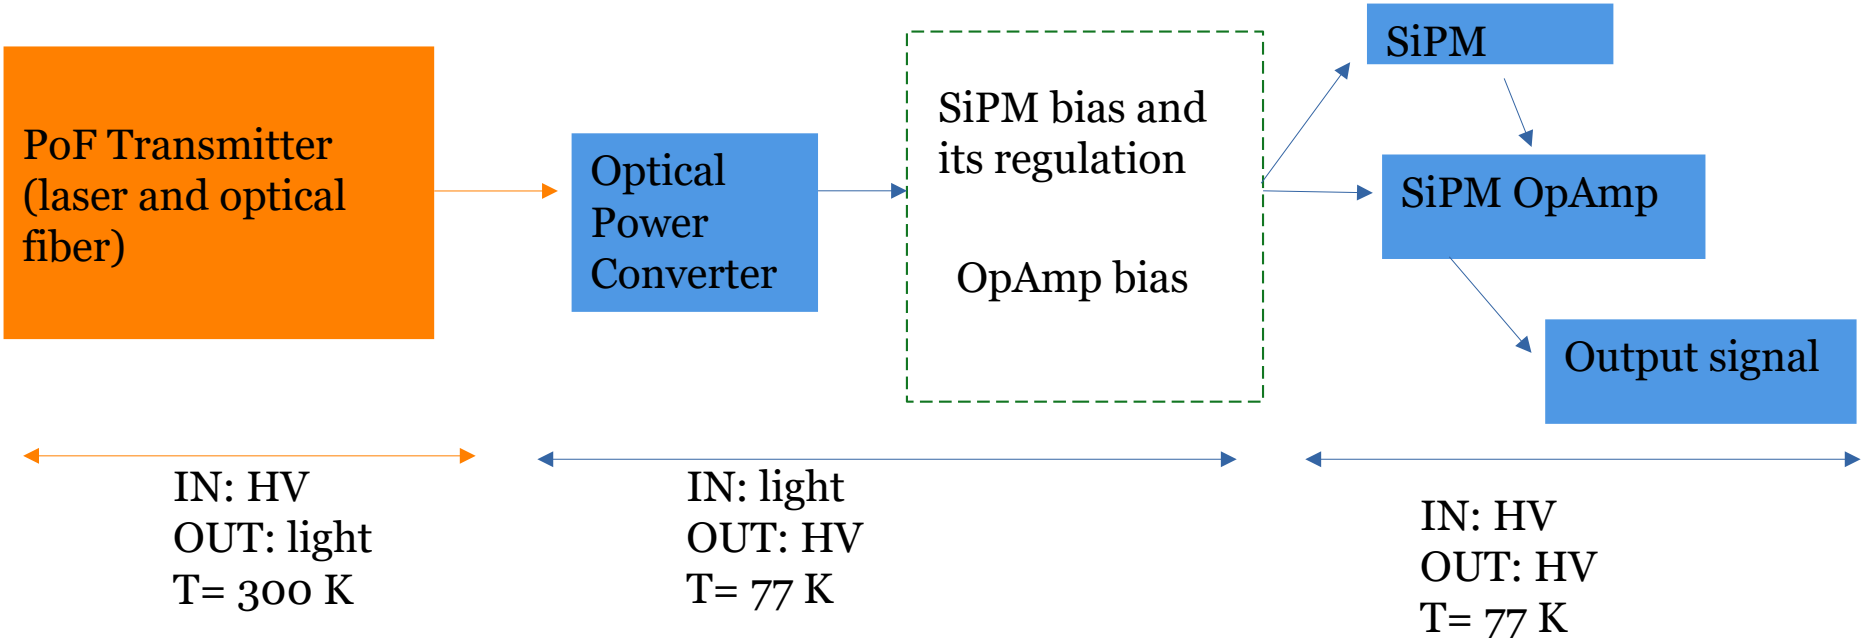 PoF Transmitter
(laser and optical
fiber)
Optical
Power
Converter
SiPM bias and
its regulation
OpAmp bias
SiPM
SiPM OpAmp
Output signal
IN: HV
OUT: light
T= 300 K
IN: light
OUT: HV
T= 77 K
IN: HV
OUT: HV
T= 77 K